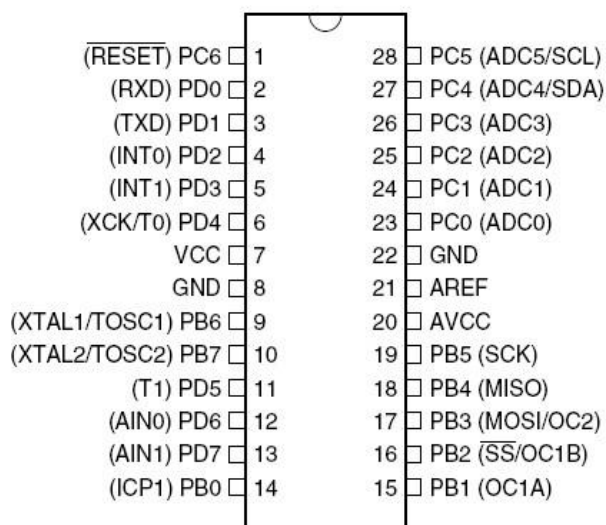 (RESET) PC6 1 28 PC5 (ADC5/SCL)
(RXD) PD0 2 27 PC4 (ADC4/SDA)
(TXD) PD1 3 26 PC3 (ADC3)
(INT0) PD2 4 25 PC2 (ADC2)
(INT1) PD3 5 24 PC1 (ADC1)
(XCK/T0) PD4 6 23 PC0 (ADC0)
VCC 7 22 GND
GND 8 21 AREF
(XTAL1/TOSC1) PB6 9 20 AVCC
(XTAL2/TOSC2) PB7 10 19 PB5 (SCK)
(T1) PD5 11 18 PB4 (MISO)
(AIN0) PD6 12 17 PB3 (MOSI/OC2)
(AIN1) PD7 13 16 PB2 (SS/OC1B)
(ICP1) PB0 14 15 PB1 (OC1A)